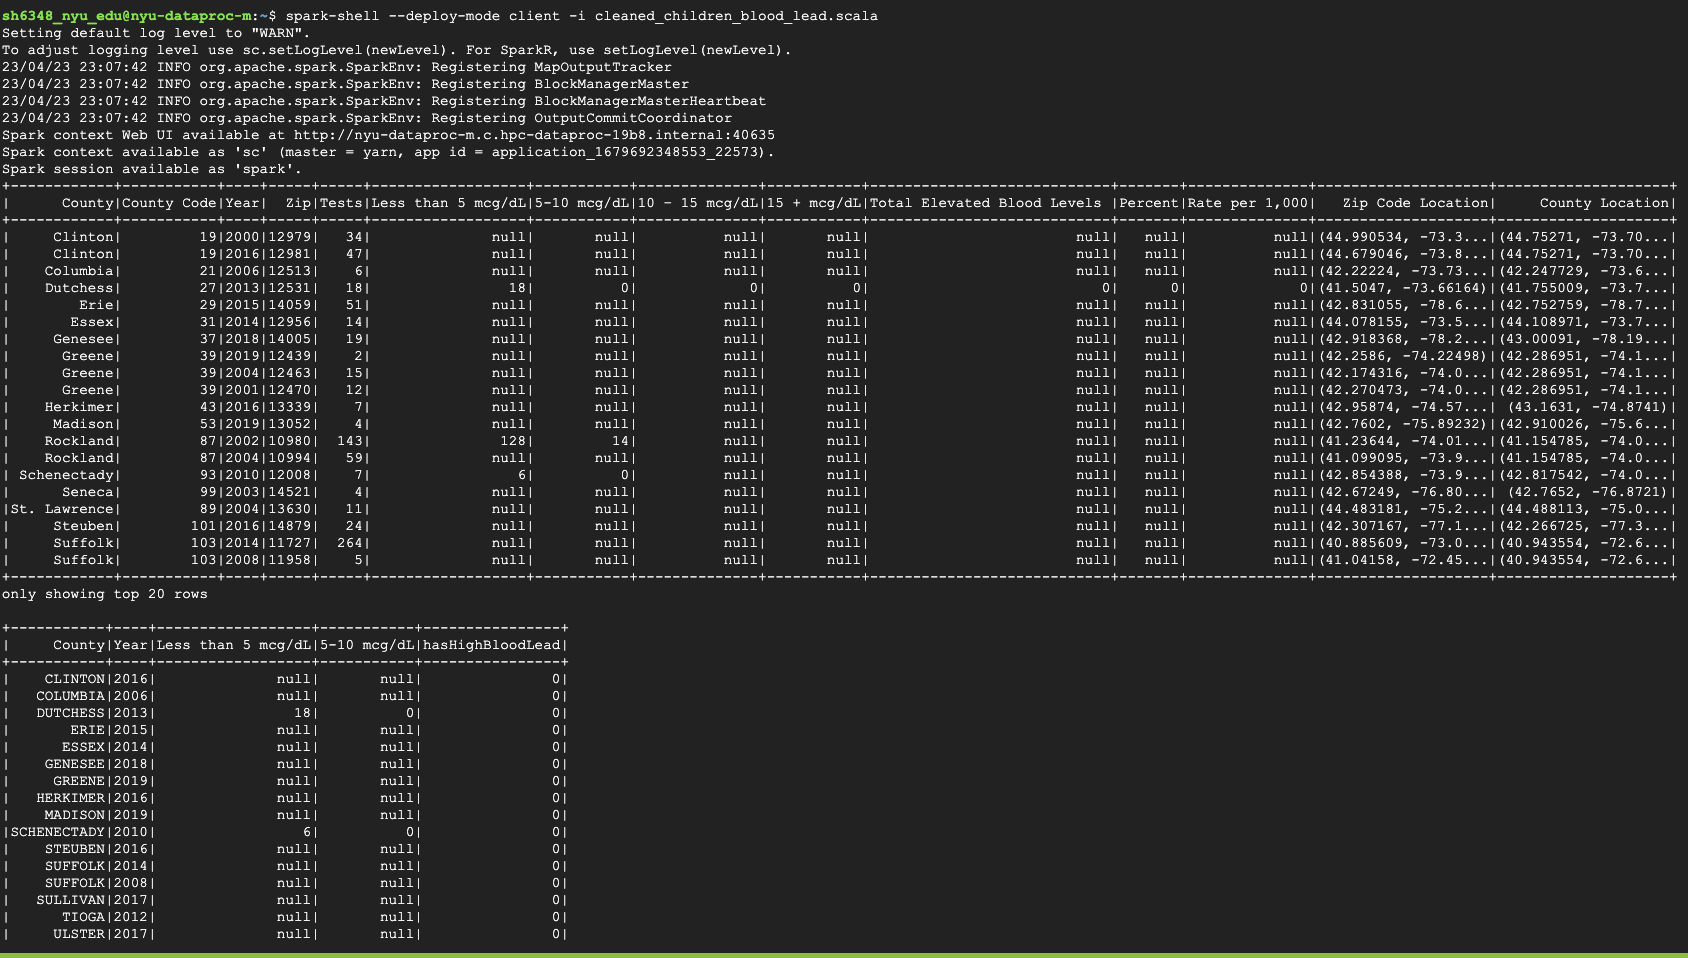 sh6348_nyu_edu@nyu-dataproc-m:~$ spark-shell --deploy-mode client -i cleaned_children_blood_lead.scala
Setting default log level to "WARN".
To adjust logging level use sc.setLogLevel(newLevel). For SparkR, use setLogLevel(newLevel).
23/04/23 23:07:42 INFO org.apache.spark.SparkEnv: Registering MapOutputTracker
23/04/23 23:07:42 INFO org.apache.spark.SparkEnv: Registering BlockManagerMaster
23/04/23 23:07:42 INFO org.apache.spark.SparkEnv: Registering BlockManagerMasterHeartbeat
23/04/23 23:07:42 INFO org.apache.spark.SparkEnv: Registering OutputCommitCoordinator
Spark context Web UI available at http://nyu-dataproc-m.c.hpc-dataproc-19b8.internal:40635
Spark context available as 'sc' (master = yarn, app id = application_1679692348553_22573).
Spark session available as 'spark'.
+------------+-----------+----+-----+-----+-------------------+-----------+---------------+-----------+-----------------------------+-------+--------------+---------------------+---------------------+
|      County|County Code|Year|  Zip|Tests|Less than 5 mcg/dL|5-10 mcg/dL|10 - 15 mcg/dL|15 + mcg/dL|Total Elevated Blood Levels |Percent|Rate per 1,000|   Zip Code Location|     County Location|
+------------+-----------+----+-----+-----+-------------------+-----------+---------------+-----------+-----------------------------+-------+--------------+---------------------+---------------------+
|     Clinton|         19|2000|12979|   34|              null|       null|          null|       null|                        null|   null|          null|(44.990534, -73.3...|(44.75271, -73.70...|
|     Clinton|         19|2016|12981|   47|              null|       null|          null|       null|                        null|   null|          null|(44.679046, -73.8...|(44.75271, -73.70...|
|    Columbia|         21|2006|12513|    6|              null|       null|          null|       null|                        null|   null|          null|(42.22224, -73.73...|(42.247729, -73.6...|
|    Dutchess|         27|2013|12531|   18|                18|          0|             0|          0|                           0|      0|             0|(41.5047, -73.66164)|(41.755009, -73.7...|
|        Erie|         29|2015|14059|   51|              null|       null|          null|       null|                        null|   null|          null|(42.831055, -78.6...|(42.752759, -78.7...|
|       Essex|         31|2014|12956|   14|              null|       null|          null|       null|                        null|   null|          null|(44.078155, -73.5...|(44.108971, -73.7...|
|     Genesee|         37|2018|14005|   19|              null|       null|          null|       null|                        null|   null|          null|(42.918368, -78.2...|(43.00091, -78.19...|
|      Greene|         39|2019|12439|    2|              null|       null|          null|       null|                        null|   null|          null|(42.2586, -74.22498)|(42.286951, -74.1...|
|      Greene|         39|2004|12463|   15|              null|       null|          null|       null|                        null|   null|          null|(42.174316, -74.0...|(42.286951, -74.1...|
|      Greene|         39|2001|12470|   12|              null|       null|          null|       null|                        null|   null|          null|(42.270473, -74.0...|(42.286951, -74.1...|
|    Herkimer|         43|2016|13339|    7|              null|       null|          null|       null|                        null|   null|          null|(42.95874, -74.57...| (43.1631, -74.8741)|
|     Madison|         53|2019|13052|    4|              null|       null|          null|       null|                        null|   null|          null|(42.7602, -75.89232)|(42.910026, -75.6...|
|    Rockland|         87|2002|10980|  143|               128|         14|          null|       null|                        null|   null|          null|(41.23644, -74.01...|(41.154785, -74.0...|
|    Rockland|         87|2004|10994|   59|              null|       null|          null|       null|                        null|   null|          null|(41.099095, -73.9...|(41.154785, -74.0...|
| Schenectady|         93|2010|12008|    7|                 6|          0|          null|       null|                        null|   null|          null|(42.854388, -73.9...|(42.817542, -74.0...|
|      Seneca|         99|2003|14521|    4|              null|       null|          null|       null|                        null|   null|          null|(42.67249, -76.80...| (42.7652, -76.8721)|
|St. Lawrence|         89|2004|13630|   11|              null|       null|          null|       null|                        null|   null|          null|(44.483181, -75.2...|(44.488113, -75.0...|
|     Steuben|        101|2016|14879|   24|              null|       null|          null|       null|                        null|   null|          null|(42.307167, -77.1...|(42.266725, -77.3...|
|     Suffolk|        103|2014|11727|  264|              null|       null|          null|       null|                        null|   null|          null|(40.885609, -73.0...|(40.943554, -72.6...|
|     Suffolk|        103|2008|11958|    5|              null|       null|          null|       null|                        null|   null|          null|(41.04158, -72.45...|(40.943554, -72.6...|
+------------+-----------+----+-----+-----+-------------------+-----------+---------------+-----------+-----------------------------+-------+--------------+---------------------+---------------------+
only showing top 20 rows
+-----------+----+------------------+-----------+----------------+
|     County|Year|Less than 5 mcg/dL|5-10 mcg/dL|hasHighBloodLead|
+-----------+----+------------------+-----------+----------------+
|    CLINTON|2016|              null|       null|               0|
|   COLUMBIA|2006|              null|       null|               0|
|   DUTCHESS|2013|                18|          0|               0|
|       ERIE|2015|              null|       null|               0|
|      ESSEX|2014|              null|       null|               0|
|    GENESEE|2018|              null|       null|               0|
|     GREENE|2019|              null|       null|               0|
|   HERKIMER|2016|              null|       null|               0|
|    MADISON|2019|              null|       null|               0|
|SCHENECTADY|2010|                 6|          0|               0|
|    STEUBEN|2016|              null|       null|               0|
|    SUFFOLK|2014|              null|       null|               0|
|    SUFFOLK|2008|              null|       null|               0|
|   SULLIVAN|2017|              null|       null|               0|
|      TIOGA|2012|              null|       null|               0|
|     ULSTER|2017|              null|       null|               0|